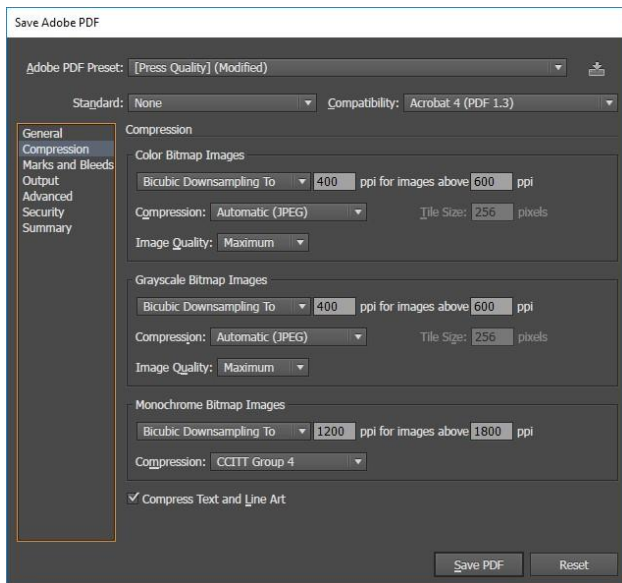 Save Adobe PDF
Adobe PDF Preset: [Press Quality] (Modified)
Standard: None Compatibility: Acrobat 4 (PDF 1.3)
General
Compression
Marks and Bleeds
Output
Advanced
Security
Summary
Compression
Color Bitmap Images
Bicubic Downsampling To 400 ppi for images above 600 ppi
Compression: Automatic (JPEG) Tile Size: 256 pixels
Image Quality: Maximum
Grayscale Bitmap Images
Bicubic Downsampling To 400 ppi for images above 600 ppi
Compression: Automatic (JPEG) Tile Size: 256 pixels
Image Quality: Maximum
Monochrome Bitmap Images
Bicubic Downsampling To 1200 ppi for images above 1800 ppi
Compression: CCITT Group 4
Compress Text and Line Art
Save PDF Reset